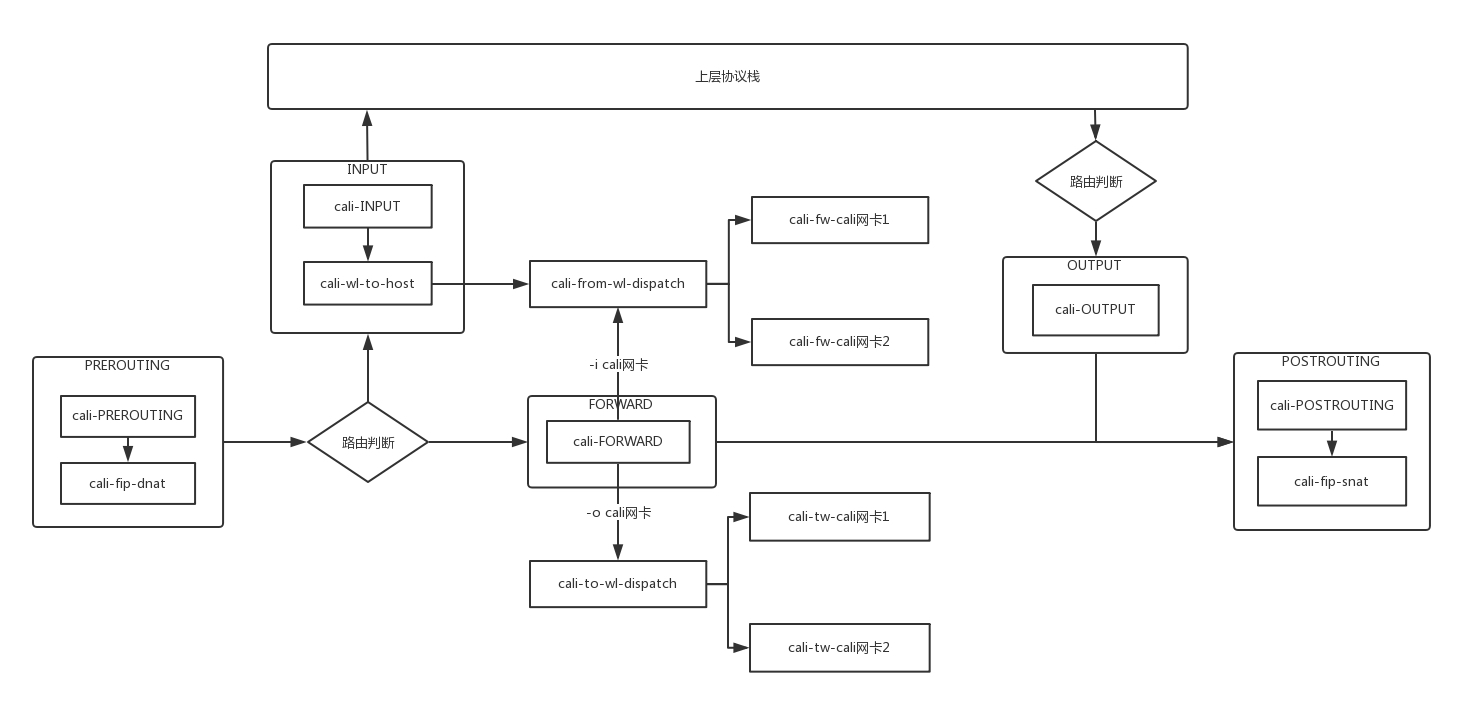 上层协议栈
INPUT
cali-INPUT
路由判断
cali-fw-cali网卡1
OUTPUT
cali-wl-to-host
cali-from-wl-dispatch
cali-OUTPUT
cali-fw-cali网卡2
PREROUTING
-i cali网卡
POSTROUTING
cali-PREROUTING
FORWARD
cali-POSTROUTING
路由判断
cali-FORWARD
cali-fip-dnat
cali-fip-snat
-o cali网卡
cali-tw-cali网卡1
cali-to-wl-dispatch
cali-tw-cali网卡2